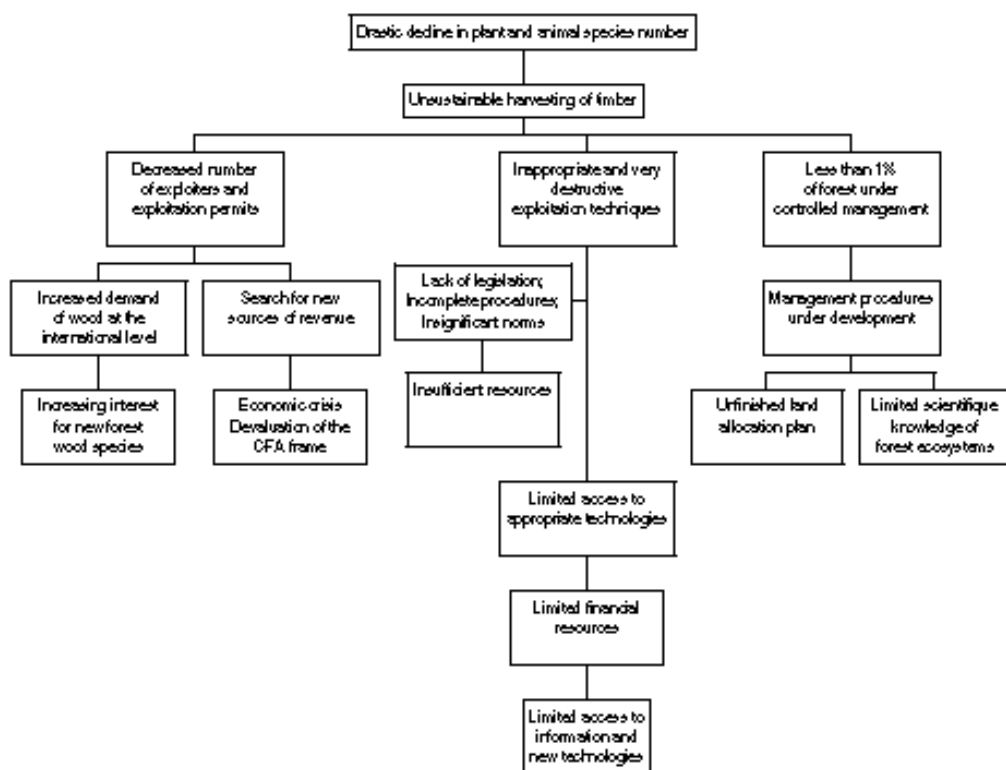 Drastic decline in plant and animal species number
Unsustainable harvesting of timber
Decreased number
of exploiters and
exploitation permits
Inappropriate and very
destructive
exploitation techniques
Less than 1%
of forest under
controlled management
Increased demand
of wood at the
international level
Search for new
sources of revenue
Lack of legislation;
Incomplete procedures;
Insignificant norms
Management procedures
under development
Increasing interest
for new forest
wood species
Economic crisis
Devaluation of the
CFA frame
Insufficient resources
Unfinished land
allocation plan
Limited scientifique
knowledge of
forest ecosystems
Limited access to
appropriate technologies
Limited financial
resources
Limited access to
information and
new technologies